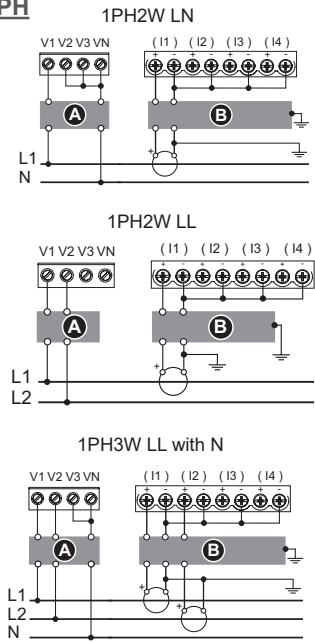 PH
1PH2W LN
V1 V2 V3 VN ( I1 ) ( I2 ) ( I3 ) ( I4 )
+ - + - + - + -
A B
+
L1
N
1PH2W LL
V1 V2 V3 VN ( I1 ) ( I2 ) ( I3 ) ( I4 )
+ - + - + - + -
A B
+
L1
L2
1PH3W LL with N
V1 V2 V3 VN ( I1 ) ( I2 ) ( I3 ) ( I4 )
+ - + - + - + -
A B
L1 +
L2 +
N